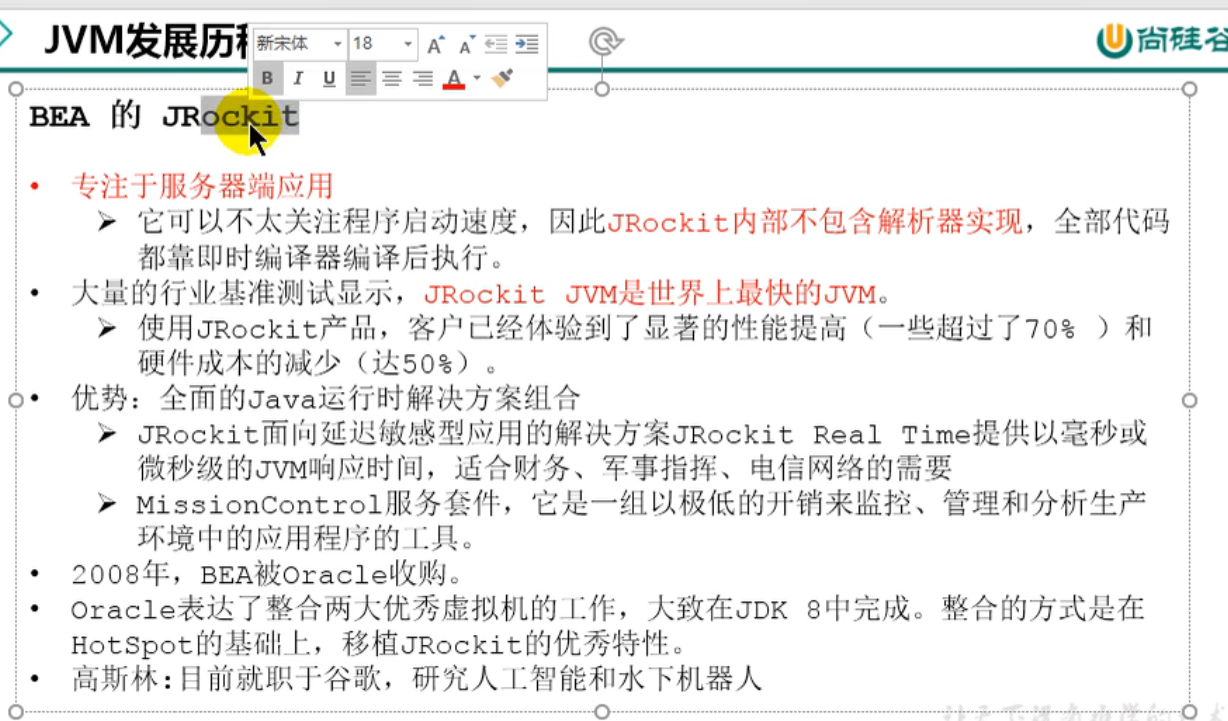 JVM发展历
新宋体 18
尚硅谷
B I U A
BEA 的 JRockit
• 专注于服务器端应用
➢ 它可以不太关注程序启动速度，因此JRockit内部不包含解析器实现，全部代码
都靠即时编译器编译后执行。
• 大量的行业基准测试显示，JRockit JVM是世界上最快的JVM。
➢ 使用JRockit产品，客户已经体验到了显著的性能提高（一些超过了70% ）和
硬件成本的减少（达50%）。
• 优势：全面的Java运行时解决方案组合
➢ JRockit面向延迟敏感型应用的解决方案JRockit Real Time提供以毫秒或
微秒级的JVM响应时间，适合财务、军事指挥、电信网络的需要
➢ MissionControl服务套件，它是一组以极低的开销来监控、管理和分析生产
环境中的应用程序的工具。
• 2008年，BEA被Oracle收购。
• Oracle表达了整合两大优秀虚拟机的工作，大致在JDK 8中完成。整合的方式是在
HotSpot的基础上，移植JRockit的优秀特性。
• 高斯林:目前就职于谷歌，研究人工智能和水下机器人